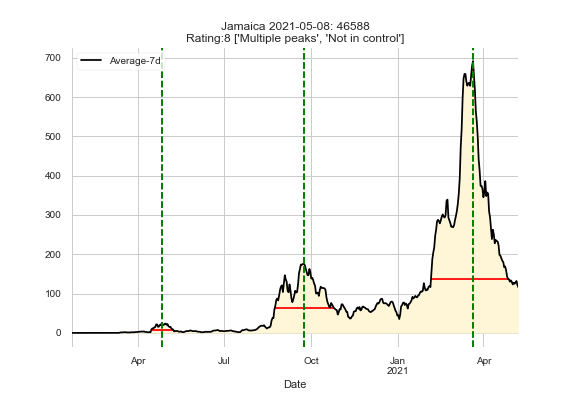 Jamaica 2021-05-08: 46588
Rating:8 ['Multiple peaks', 'Not in control']
Average-7d
700
600
500
400
300
200
100
0
Apr
Jul
Oct
Jan
2021
Apr
Date